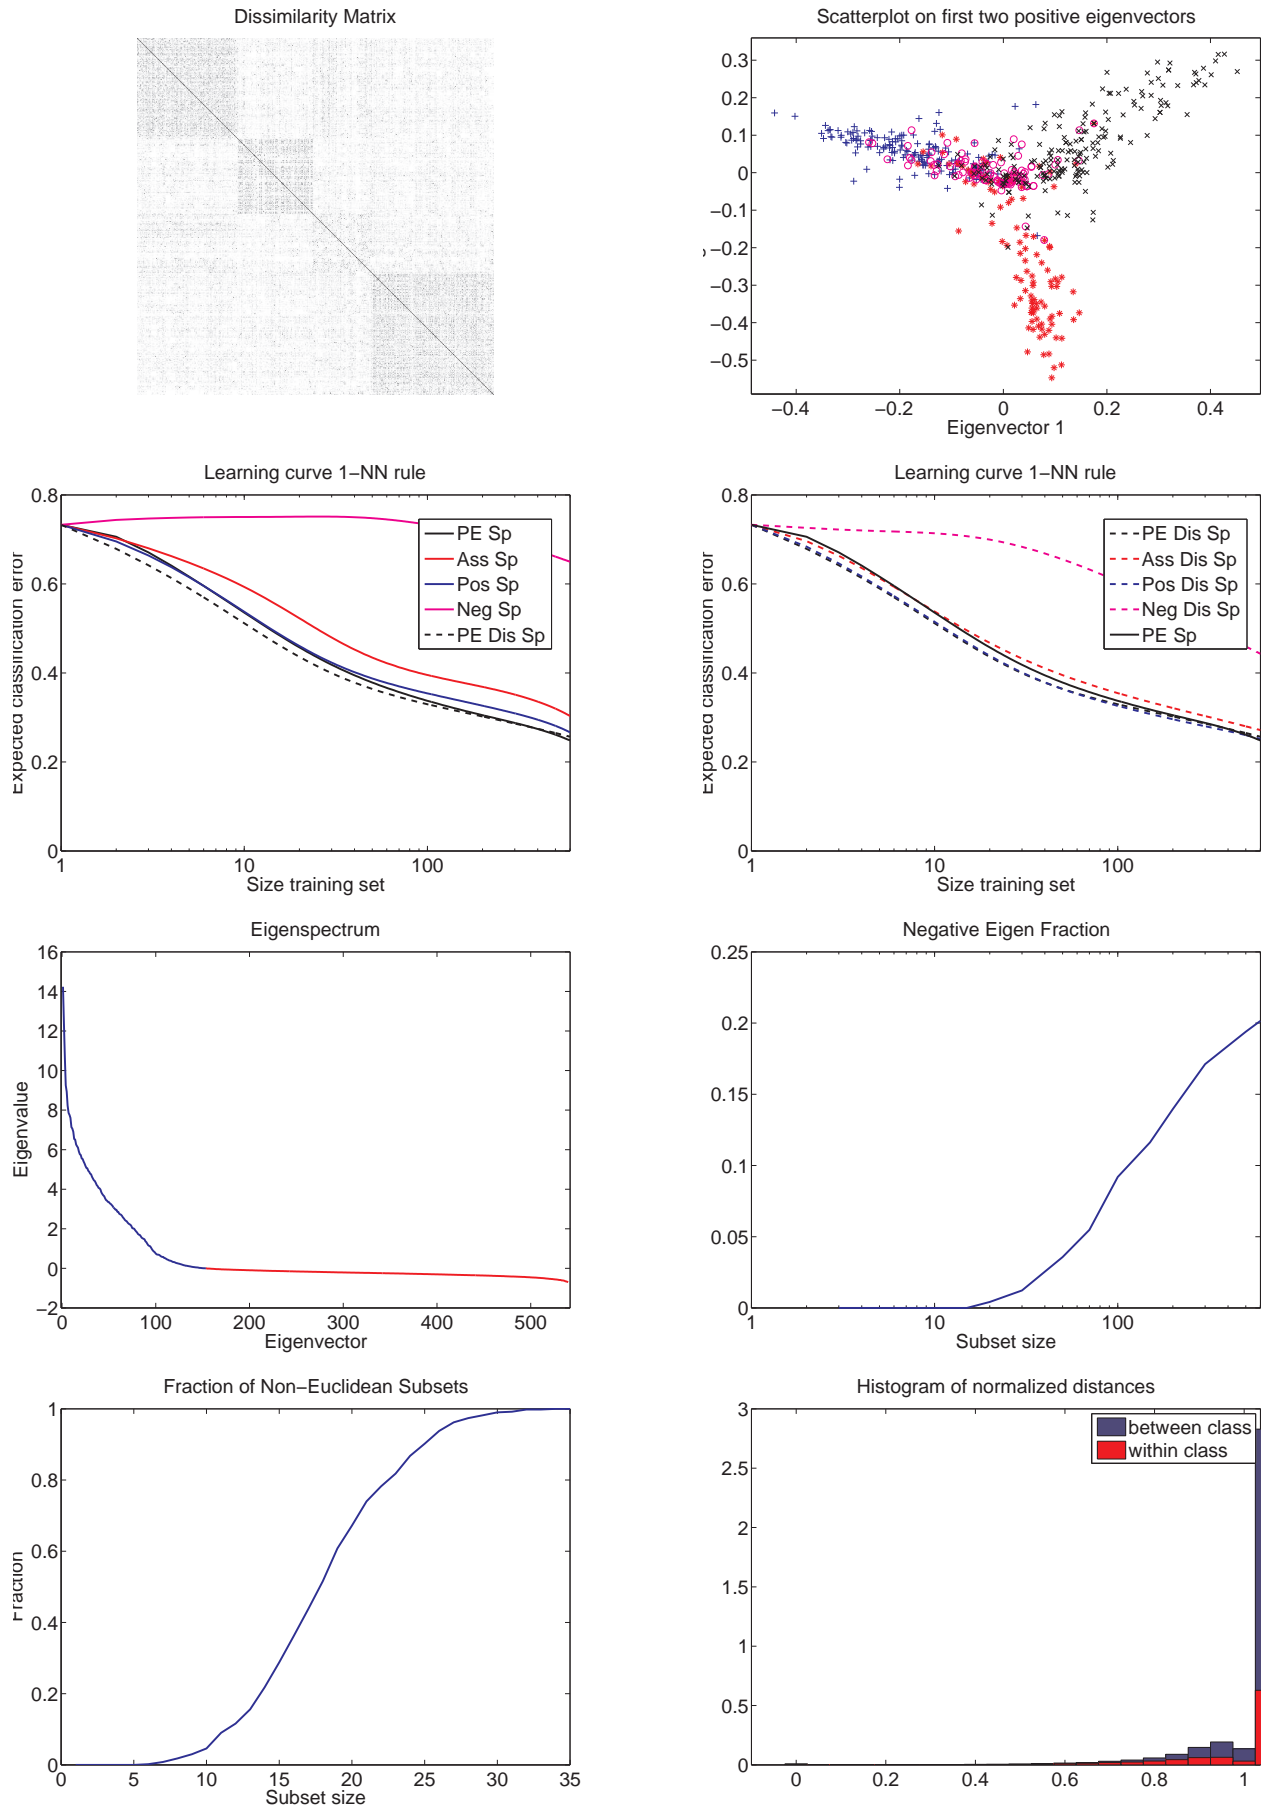 Dissimilarity Matrix
Scatterplot on first two positive eigenvectors
0.3
0.2
0.1
0
−0.1
−0.2
−0.3
−0.4
−0.5
−0.4
−0.2
0
0.2
0.4
Eigenvector 1
Learning curve 1−NN rule
Expected classification error
0.8
0.6
0.4
0.2
0
PE Sp
Ass Sp
Pos Sp
Neg Sp
PE Dis Sp
1
10
100
Size training set
Learning curve 1−NN rule
Expected classification error
0.8
0.6
0.4
0.2
0
PE Dis Sp
Ass Dis Sp
Pos Dis Sp
Neg Dis Sp
PE Sp
1
10
100
Size training set
Eigenspectrum
Eigenvalue
16
14
12
10
8
6
4
2
0
−2
0
100
200
300
400
500
Eigenvector
Negative Eigen Fraction
0.25
0.2
0.15
0.1
0.05
0
1
10
100
Subset size
Fraction of Non−Euclidean Subsets
Fraction
1
0.8
0.6
0.4
0.2
0
0
5
10
15
20
25
30
35
Subset size
Histogram of normalized distances
3
2.5
2
1.5
1
0.5
0
between class
within class
0
0.2
0.4
0.6
0.8
1